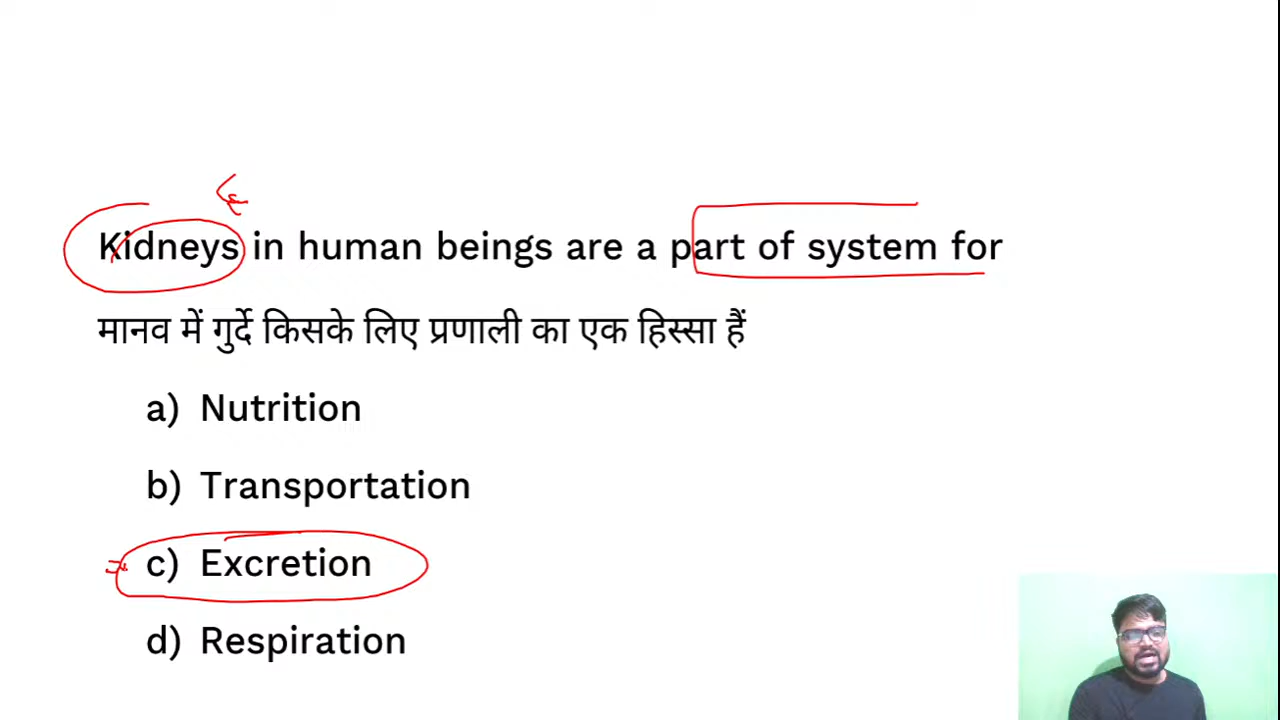 Kidneys in human beings are a part of system for
मानव में गुर्दे किसके लिए प्रणाली का एक हिस्सा हैं
a) Nutrition
b) Transportation
c) Excretion
d) Respiration